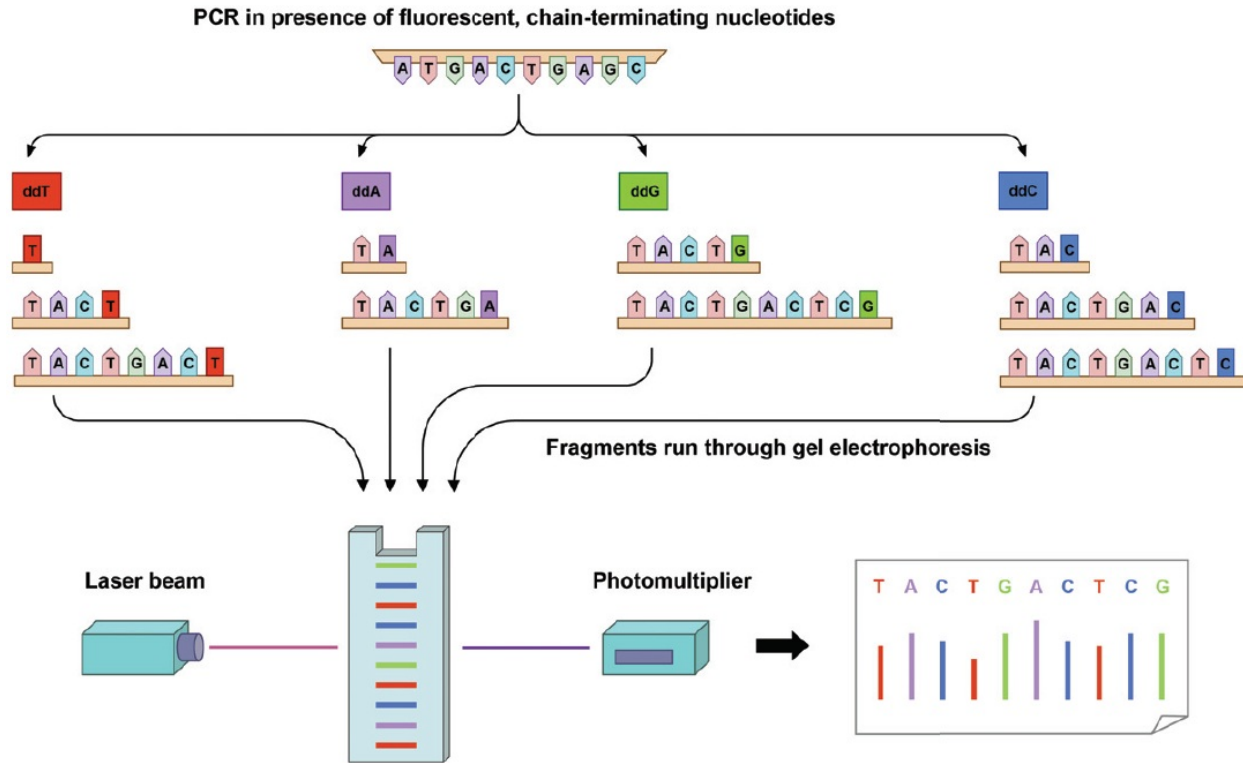 PCR in presence of fluorescent, chain-terminating nucleotides
A T G A C T G A G C
ddT ddA ddG ddC
T
T A
T A C T G
T A C
T A C T
T A C T G A
T A C T G A C T C G
T A C T G A C
T A C T G A C T
T A C T G A C T C
Fragments run through gel electrophoresis
Laser beam
Photomultiplier
T A C T G A C T C G